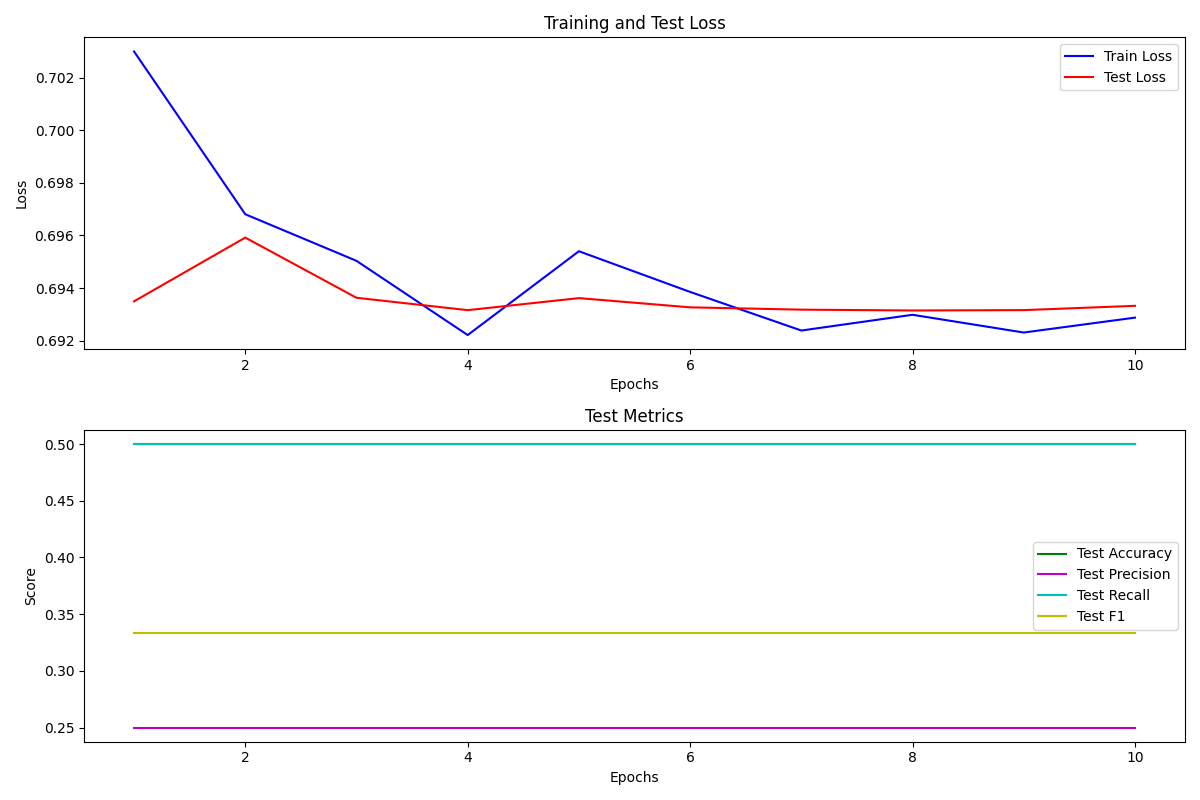 Training and Test Loss
Train Loss
Test Loss
0.702
0.700
0.698
0.696
0.694
0.692
Loss
2 4 6 8 10
Epochs
Test Metrics
0.50
0.45
0.40
0.35
0.30
0.25
Score
Test Accuracy
Test Precision
Test Recall
Test F1
2 4 6 8 10
Epochs